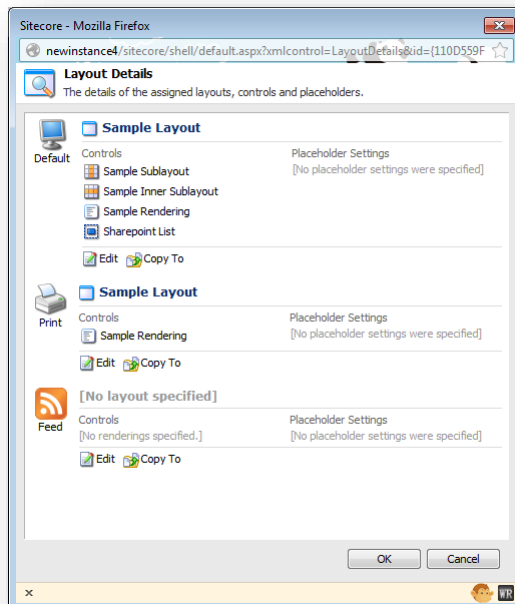 Sitecore - Mozilla Firefox
newinstance4/sitecore/shell/default.aspx?xmlcontrol=LayoutDetails&id={110D559F
Layout Details
The details of the assigned layouts, controls and placeholders.
Default
Sample Layout
Controls
Placeholder Settings
Sample Sublayout
[No placeholder settings were specified]
Sample Inner Sublayout
Sample Rendering
Sharepoint List
Edit Copy To
Print
Sample Layout
Controls
Placeholder Settings
Sample Rendering
[No placeholder settings were specified]
Edit Copy To
Feed
[No layout specified]
Controls
Placeholder Settings
[No renderings specified.]
[No placeholder settings were specified]
Edit Copy To
OK
Cancel
x
WR